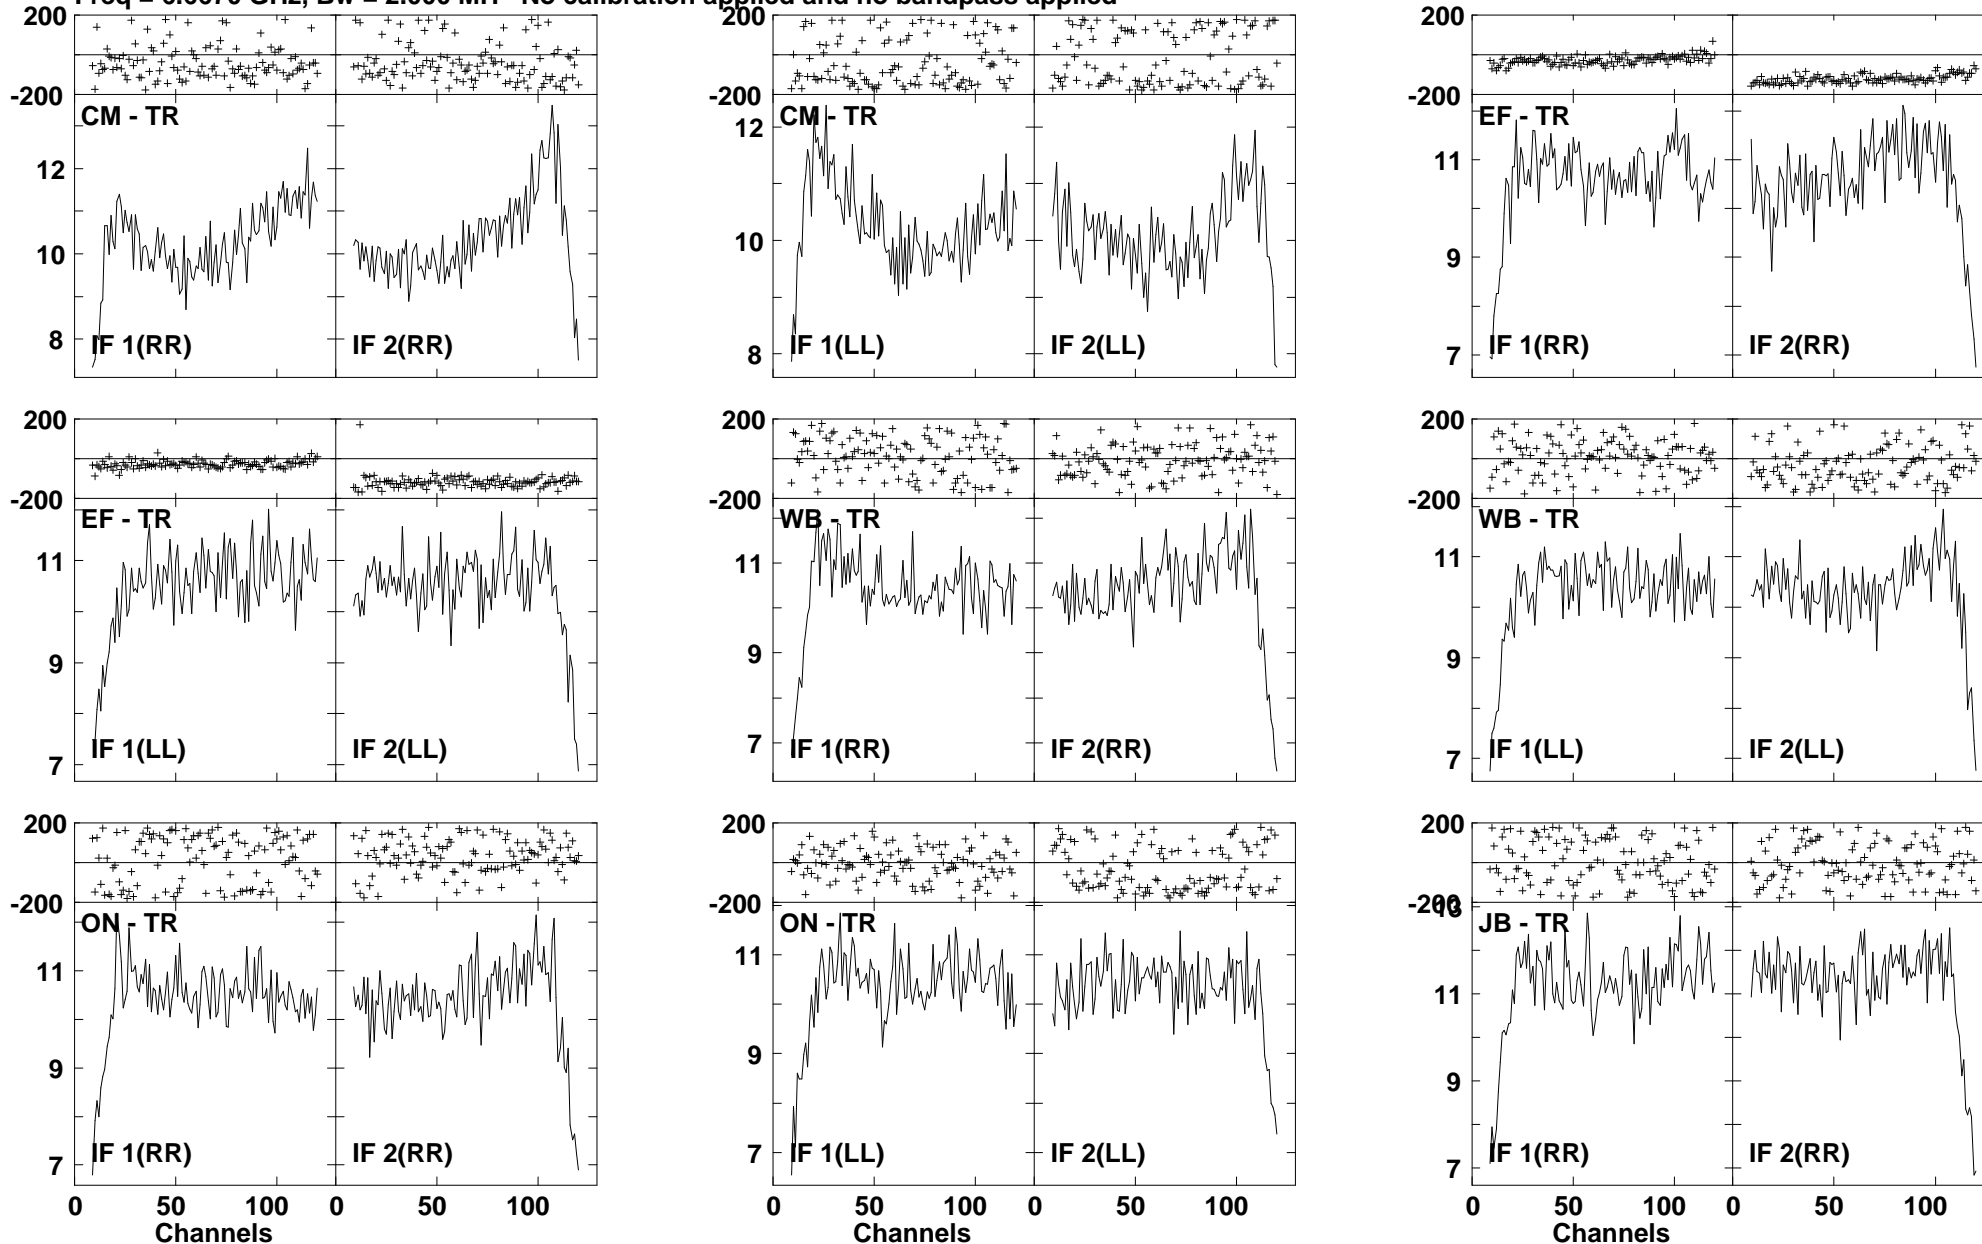 No calibration applied and no bandpass applied
200
-200
CM - TR
12
10
8
IF 1(RR)
IF 2(RR)
200
-200
CM - TR
12
10
8
IF 1(LL)
IF 2(LL)
200
-200
EF - TR
11
9
7
IF 1(RR)
IF 2(RR)
200
-200
EF - TR
11
9
7
IF 1(LL)
IF 2(LL)
200
-200
WB - TR
11
9
7
IF 1(RR)
IF 2(RR)
200
-200
WB - TR
11
9
7
IF 1(LL)
IF 2(LL)
200
-200
ON - TR
11
9
7
IF 1(RR)
IF 2(RR)
0 50 100 0 50 100
Channels
200
-200
ON - TR
11
9
7
IF 1(LL)
IF 2(LL)
0 50 100 0 50 100
Channels
200
-200
13
JB - TR
11
9
7
IF 1(RR)
IF 2(RR)
0 50 100 0 50 100
Channels